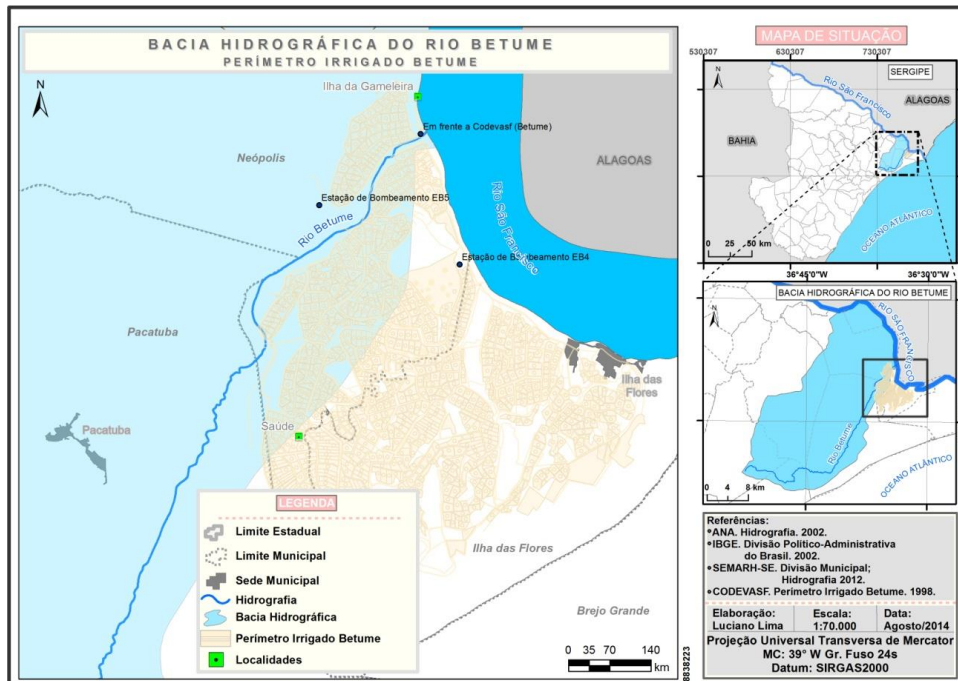 BACIA HIDROGRÁFICA DO RIO BETUME
PERÍMETRO IRRIGADO BETUME
N
Ilha da Gameleira
Em frente a Codevasf (Betume)
Neópolis
ALAGOAS
Estação de Bombeamento EB5
Rio Betume
Rio São Francisco
Estação de Bombeamento EB4
Pacatuba
Ilha das
Flores
Saúde
Pacatuba
LEGENDA
Limite Estadual
Limite Municipal
Sede Municipal
Hidrografia
Bacia Hidrográfica
Perímetro Irrigado Betume
Localidades
Ilha das Flores
Brejo Grande
0 35 70 140
km
8838223
MAPA DE SITUAÇÃO
530307 630307 730307
SERGIPE
N
Rio São Francisco
ALAGOAS
BAHIA
OCEANO ATLÂNTICO
0 25 50 km
36°45'0"W 36°30'0"W
BACIA HIDROGRÁFICA DO RIO BETUME
N
RIO SÃO FRANCISCO
Rio Betume
OCEANO ATLÂNTICO
0 4 8 km
Referências:
•ANA. Hidrografia. 2002.
•IBGE. Divisão Político-Administrativa
do Brasil. 2002.
•SEMARH-SE. Divisão Municipal;
Hidrografia 2012.
•CODEVASF. Perímetro Irrigado Betume. 1998.
Elaboração: Escala: Data:
Luciano Lima 1:70.000 Agosto/2014
Projeção Universal Transversa de Mercator
MC: 39° W Gr. Fuso 24s
Datum: SIRGAS2000